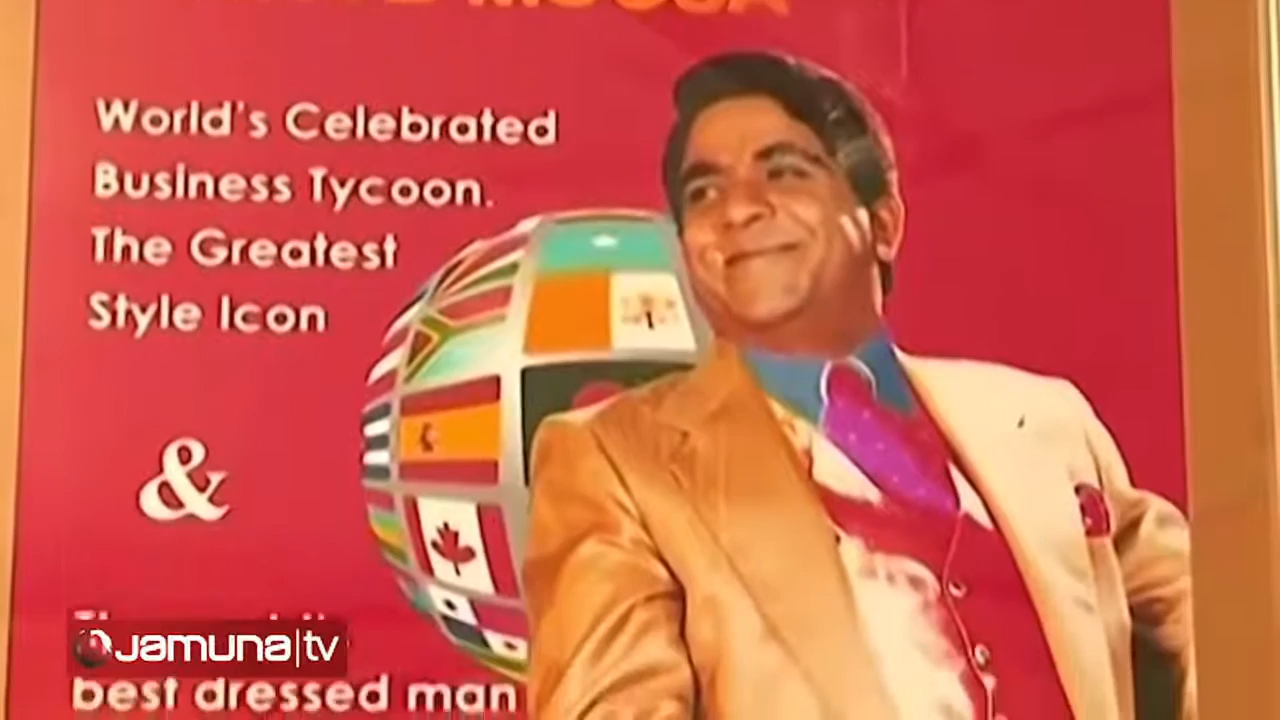 World's Celebrated
Business Tycoon.
The Greatest
Style Icon
&
JAMUNA|tv
best dressed man